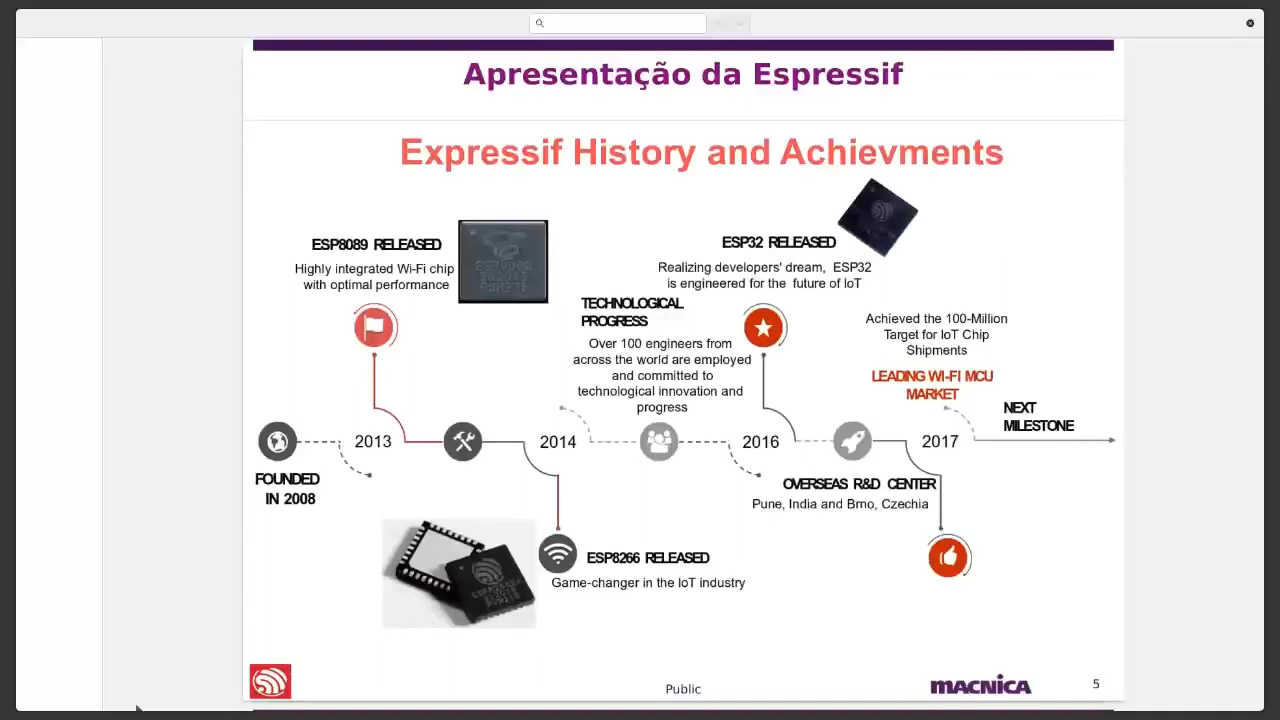 Apresentação da Espressif
Expressif History and Achievments
ESP8089 RELEASED
Highly integrated Wi-Fi chip
with optimal performance
ESP32 RELEASED
Realizing developers' dream, ESP32
is engineered for the future of IoT
TECHNOLOGICAL
PROGRESS
Over 100 engineers from
across the world are employed
and committed to
technological innovation and
progress
Achieved the 100-Million
Target for IoT Chip
Shipments
LEADING WI-FI MCU
MARKET
NEXT
MILESTONE
2013
2014
2016
2017
FOUNDED
IN 2008
OVERSEAS R&D CENTER
Pune, India and Brno, Czechia
ESP8266 RELEASED
Game-changer in the IoT industry
Public
MACNICA
5